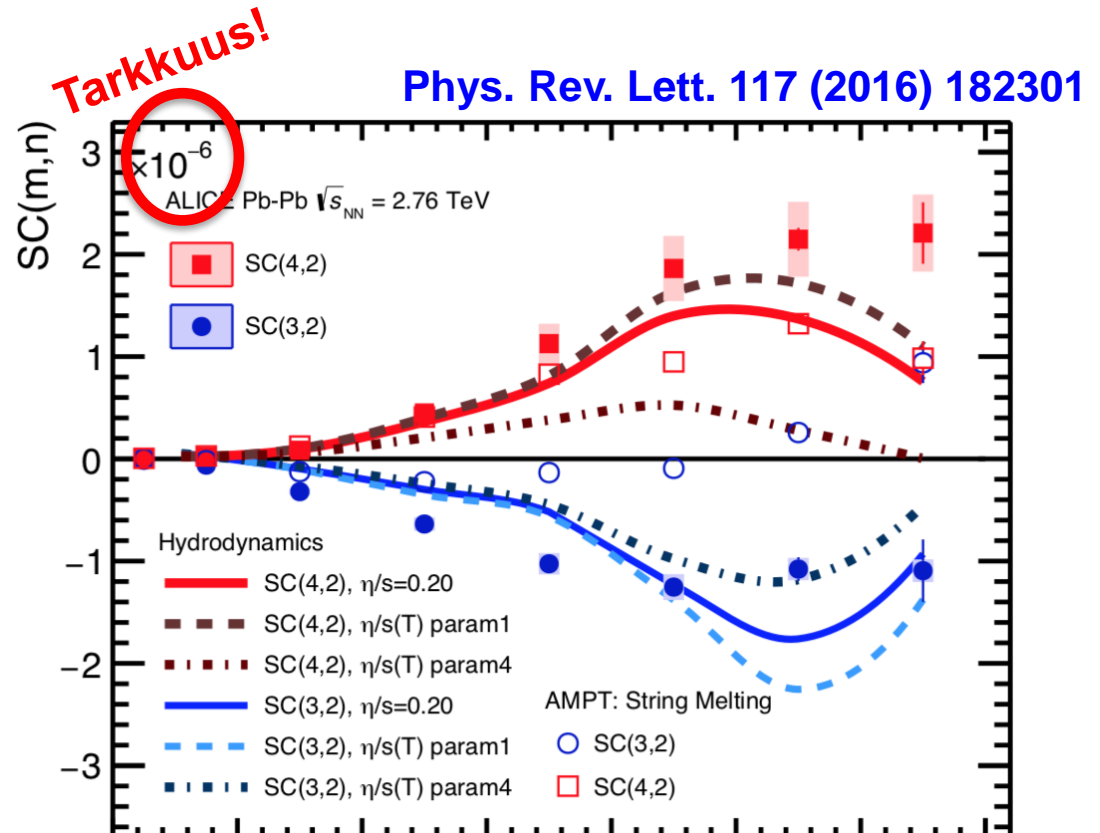 Tarkkuus!
Phys. Rev. Lett. 117 (2016) 182301
SC(m,n)
×10⁻⁶
ALICE Pb-Pb √s_NN = 2.76 TeV
SC(4,2)
SC(3,2)
3
2
1
0
−1
−2
−3
Hydrodynamics
SC(4,2), η/s=0.20
SC(4,2), η/s(T) param1
SC(4,2), η/s(T) param4
SC(3,2), η/s=0.20
SC(3,2), η/s(T) param1
SC(3,2), η/s(T) param4
AMPT: String Melting
SC(3,2)
SC(4,2)